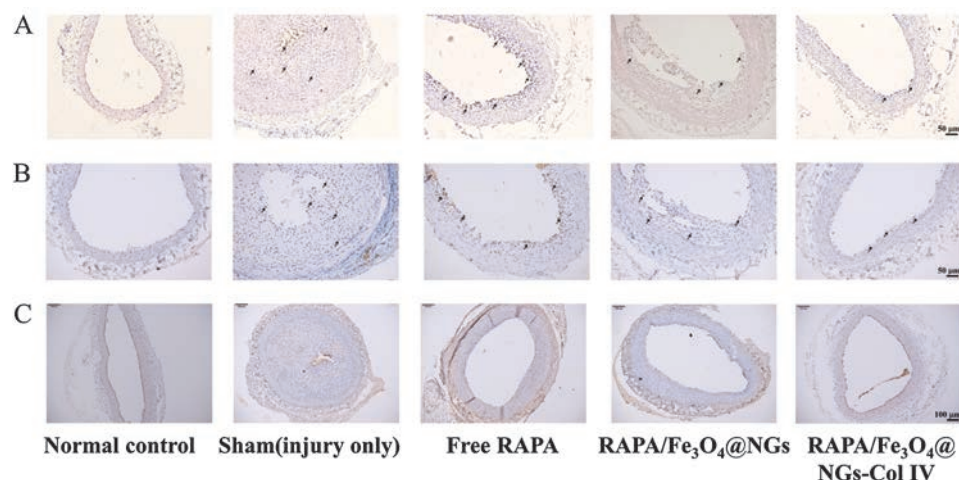 A
50 μm
B
50 μm
C
100 μm
Normal control
Sham(injury only)
Free RAPA
RAPA/Fe₃O₄@NGs
RAPA/Fe₃O₄@
NGs-Col IV